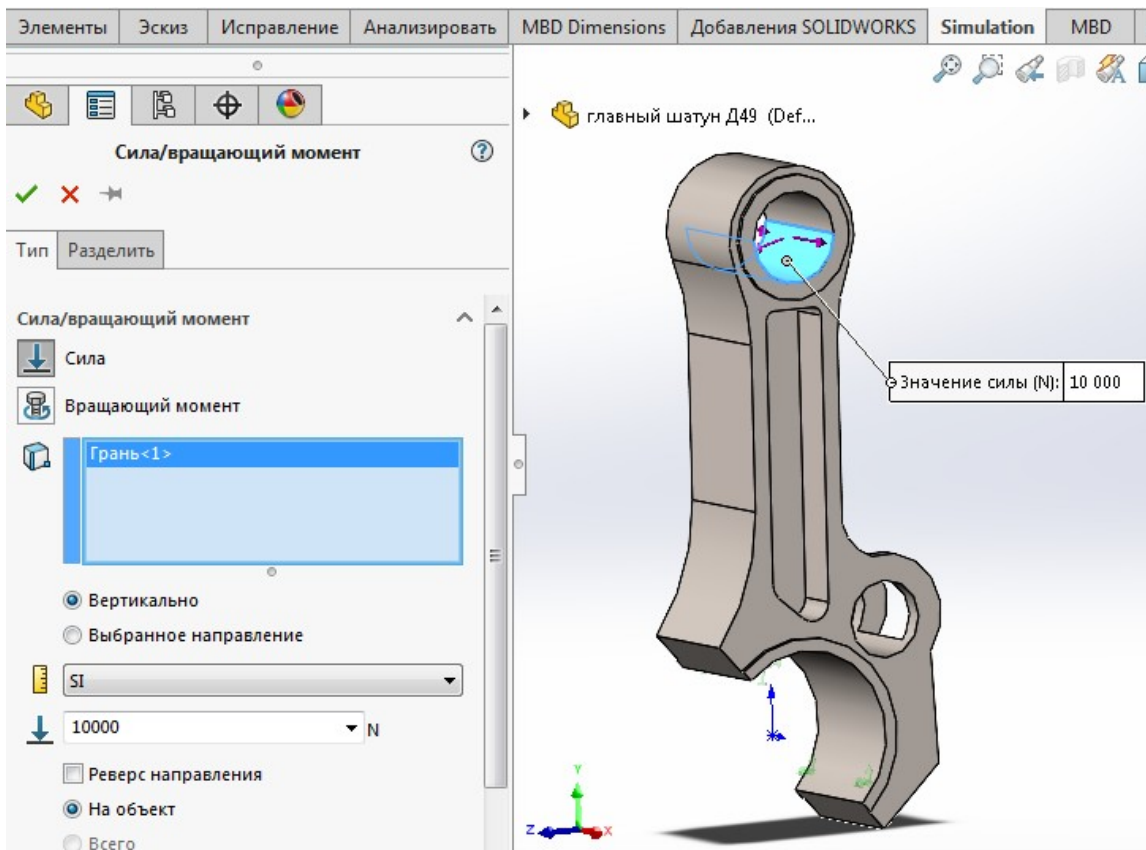 Элементы Эскиз Исправление Анализировать MBD Dimensions Добавления SOLIDWORKS Simulation MBD
главный шатун Д49 (Def...
Сила/вращающий момент
Тип Разделить
Сила/вращающий момент
Сила
Вращающий момент
Грань<1>
Вертикально
Выбранное направление
SI
10000 N
Реверс направления
На объект
Всего
Значение силы (N): 10 000
Y
Z X